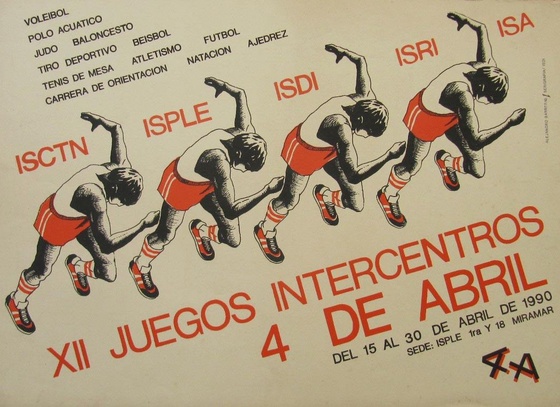 VOLEIBOL
POLO ACUATICO
JUDO BALONCESTO
TIRO DEPORTIVO BEISBOL
TENIS DE MESA ATLETISMO FUTBOL
CARRERA DE ORIENTACION NATACION AJEDREZ
ISCTN
ISPLE
ISDI
ISRI
ISA
XII JUEGOS INTERCENTROS
4 DE ABRIL
DEL 15 AL 30 DE ABRIL DE 1990
SEDE: ISPLE 1ra Y 18 MIRAMAR
4A